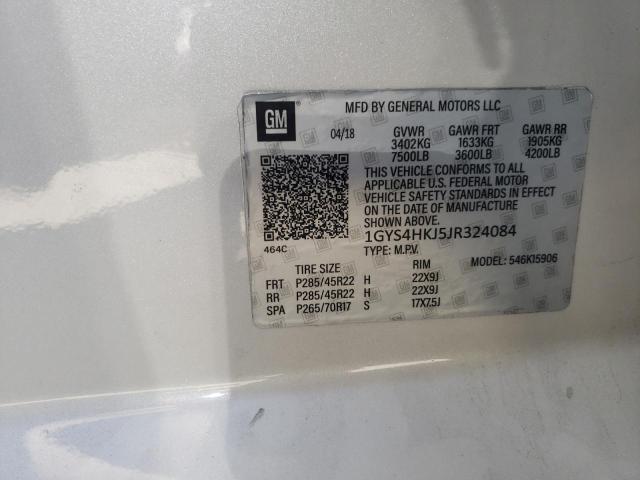 GM
MFD BY GENERAL MOTORS LLC
04/18 GVWR GAWR FRT GAWR RR
3402KG 1633KG 1905KG
7500LB 3600LB 4200LB
THIS VEHICLE CONFORMS TO ALL
APPLICABLE U.S. FEDERAL MOTOR
VEHICLE SAFETY STANDARDS IN EFFECT
ON THE DATE OF MANUFACTURE
SHOWN ABOVE.
1GYS4HKJ5JR324084
464C TYPE: M.P.V. MODEL: 546K15906
TIRE SIZE RIM
FRT P285/45R22 H 22X9J
RR P285/45R22 H 22X9J
SPA P265/70R17 S 17X7.5J